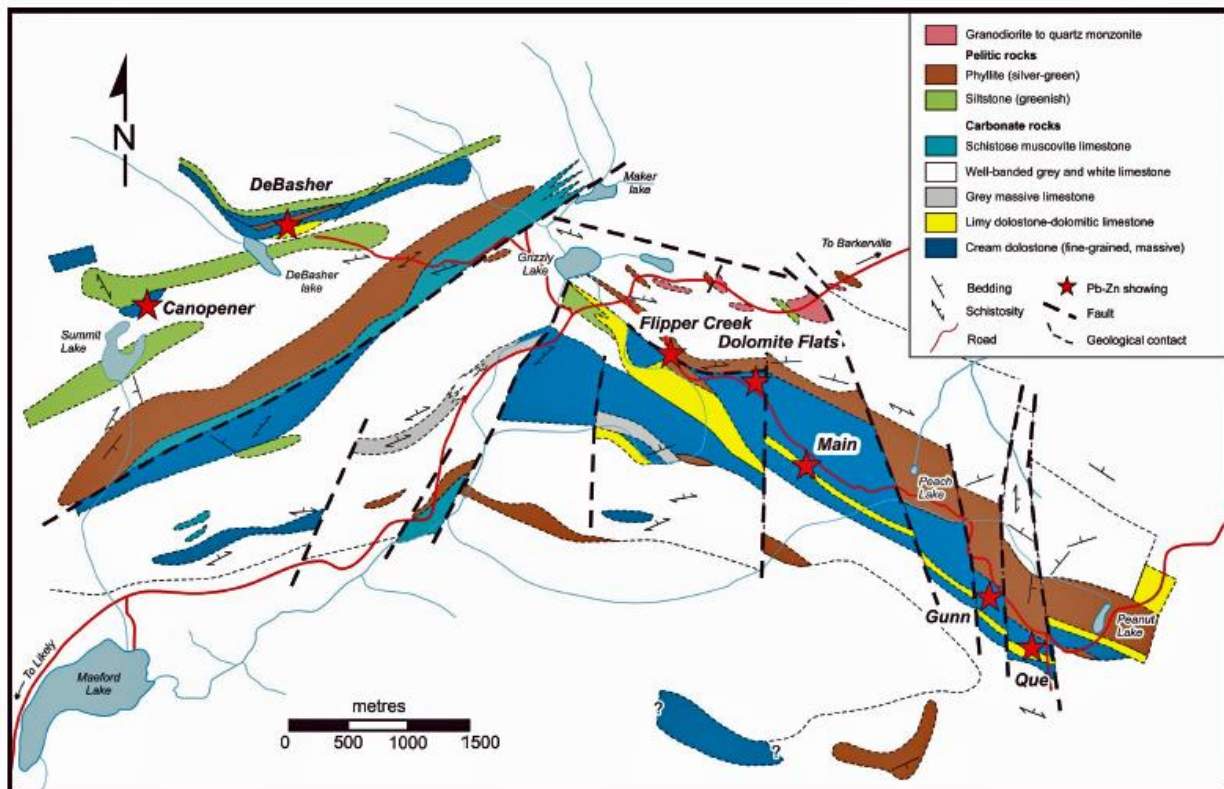 Granodiorite to quartz monzonite
Pelitic rocks
Phyllite (silver-green)
Siltstone (greenish)
Carbonate rocks
Schistose muscovite limestone
Well-banded grey and white limestone
Grey massive limestone
Limy dolostone-dolomitic limestone
Cream dolostone (fine-grained, massive)
Bedding
Pb-Zn showing
Schistosity
Fault
Road
Geological contact
N
DeBasher
Maker
lake
To Barkerville
Grizzly
Lake
DeBasher
lake
Canopener
Summit
Lake
Flipper Creek
Dolomite Flats
Main
Peach
Lake
Gunn
Peanut
Lake
Que
To Likely
Maeford
Lake
metres
0 500 1000 1500
?
?